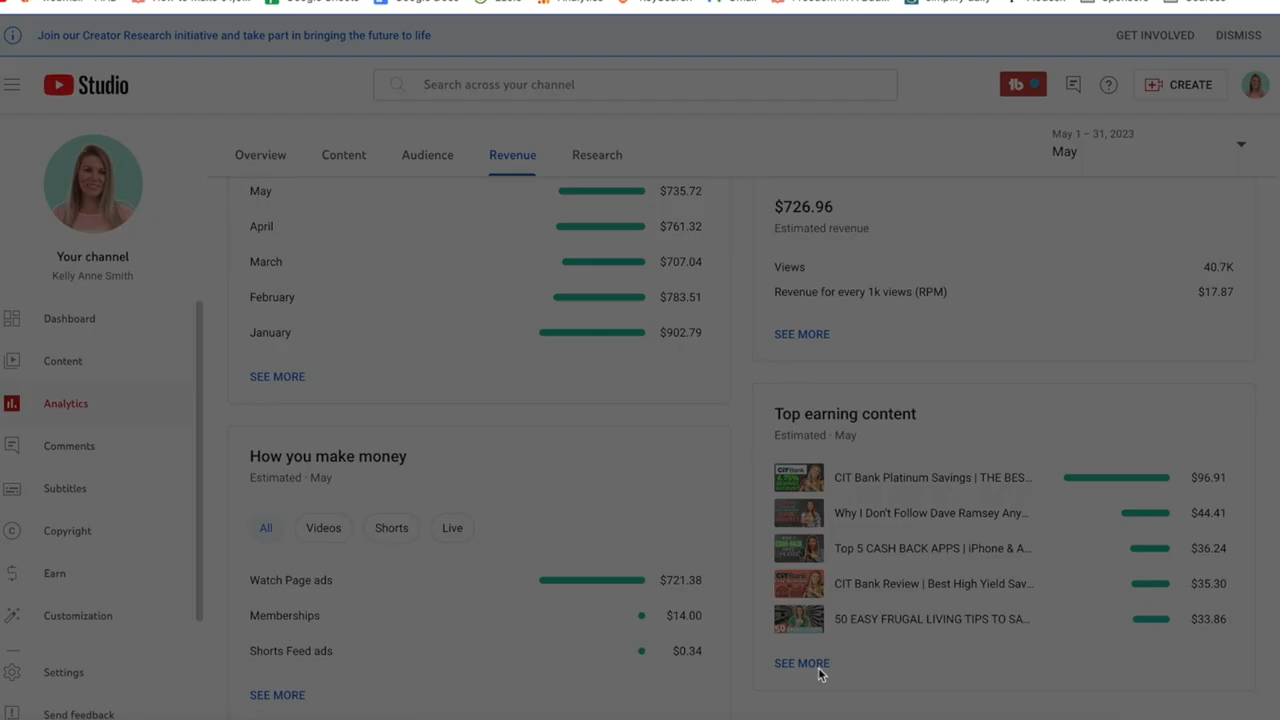 Join our Creator Research initiative and take part in bringing the future to life
GET INVOLVED
DISMISS
Studio
Search across your channel
CREATE
Your channel
Kelly Anne Smith
Dashboard
Content
Analytics
Comments
Subtitles
Copyright
Earn
Customization
Settings
Send feedback
Overview
Content
Audience
Revenue
Research
May 1 – 31, 2023
May
May $735.72
April $761.32
March $707.04
February $783.51
January $902.79
SEE MORE
How you make money
Estimated · May
All
Videos
Shorts
Live
Watch Page ads $721.38
Memberships $14.00
Shorts Feed ads $0.34
SEE MORE
$726.96
Estimated revenue
Views 40.7K
Revenue for every 1k views (RPM) $17.87
SEE MORE
Top earning content
Estimated · May
CIT Bank Platinum Savings | THE BES... $96.91
Why I Don't Follow Dave Ramsey Any... $44.41
Top 5 CASH BACK APPS | iPhone & A... $36.24
CIT Bank Review | Best High Yield Sav... $35.30
50 EASY FRUGAL LIVING TIPS TO SA... $33.86
SEE MORE